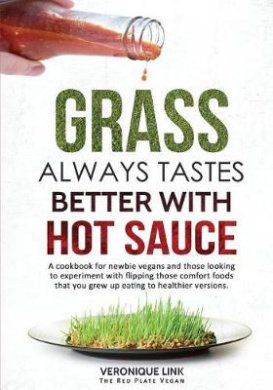 GRASS
ALWAYS TASTES
BETTER WITH
HOT SAUCE
A cookbook for newbie vegans and those looking
to experiment with flipping those comfort foods
that you grew up eating to healthier versions.
VERONIQUE LINK
THE RED PLATE VEGAN